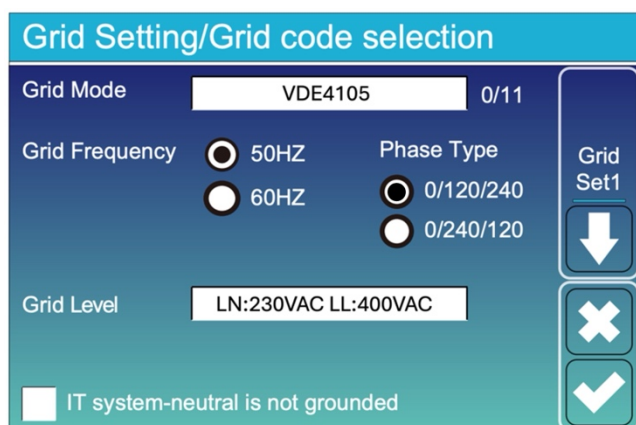 Grid Setting/Grid code selection
Grid Mode
VDE4105
0/11
Grid Frequency
50HZ
60HZ
Phase Type
0/120/240
0/240/120
Grid Level
LN:230VAC LL:400VAC
IT system-neutral is not grounded
Grid
Set1